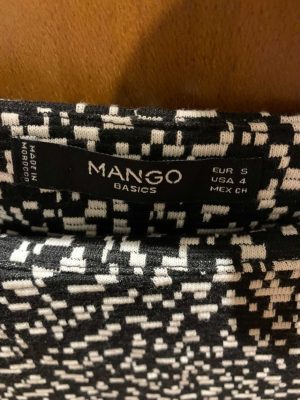 MADE IN
MOROCCO
MANGO
BASICS
EUR S
USA 4
MEX CH